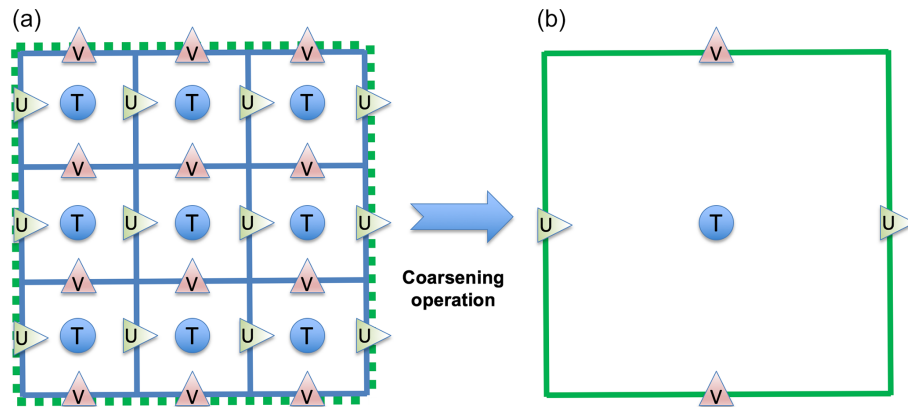 (a) (b)
V V V V
U T U T U T U
V V V
U T U T U T U U T U
Coarsening
operation
V V V
U T U T U T U
V V V V